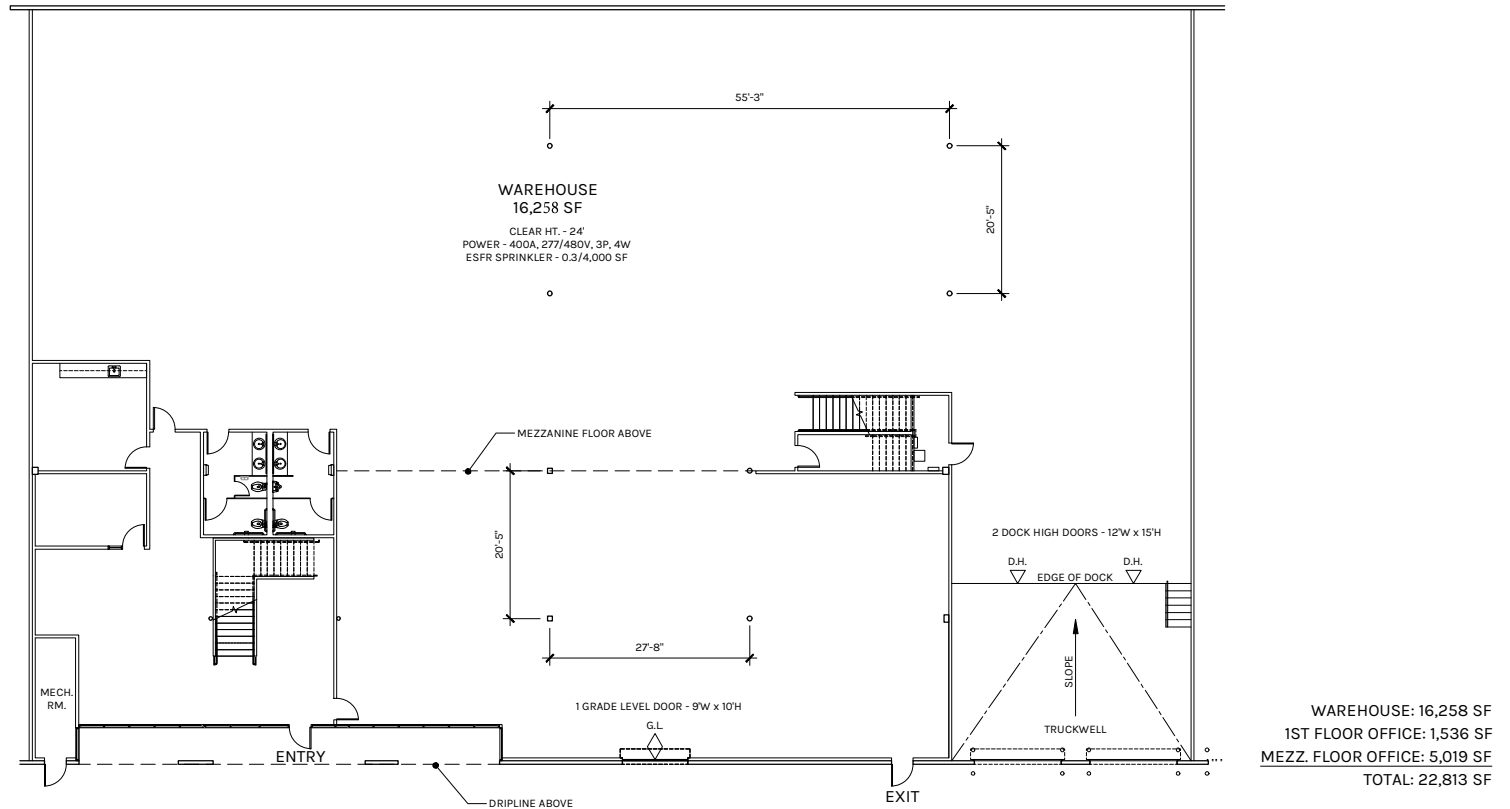 55'-3"
WAREHOUSE
16,258 SF
CLEAR HT. - 24'
POWER - 400A, 277/480V, 3P, 4W
ESFR SPRINKLER - 0.3/4,000 SF
20'-5"
MEZZANINE FLOOR ABOVE
20'-5"
2 DOCK HIGH DOORS - 12'W x 15'H
D.H.
D.H.
EDGE OF DOCK
27'-8"
SLOPE
MECH.
RM.
1 GRADE LEVEL DOOR - 9'W x 10'H
G.L.
TRUCKWELL
ENTRY
EXIT
DRIPLINE ABOVE
WAREHOUSE: 16,258 SF
1ST FLOOR OFFICE: 1,536 SF
MEZZ. FLOOR OFFICE: 5,019 SF
TOTAL: 22,813 SF